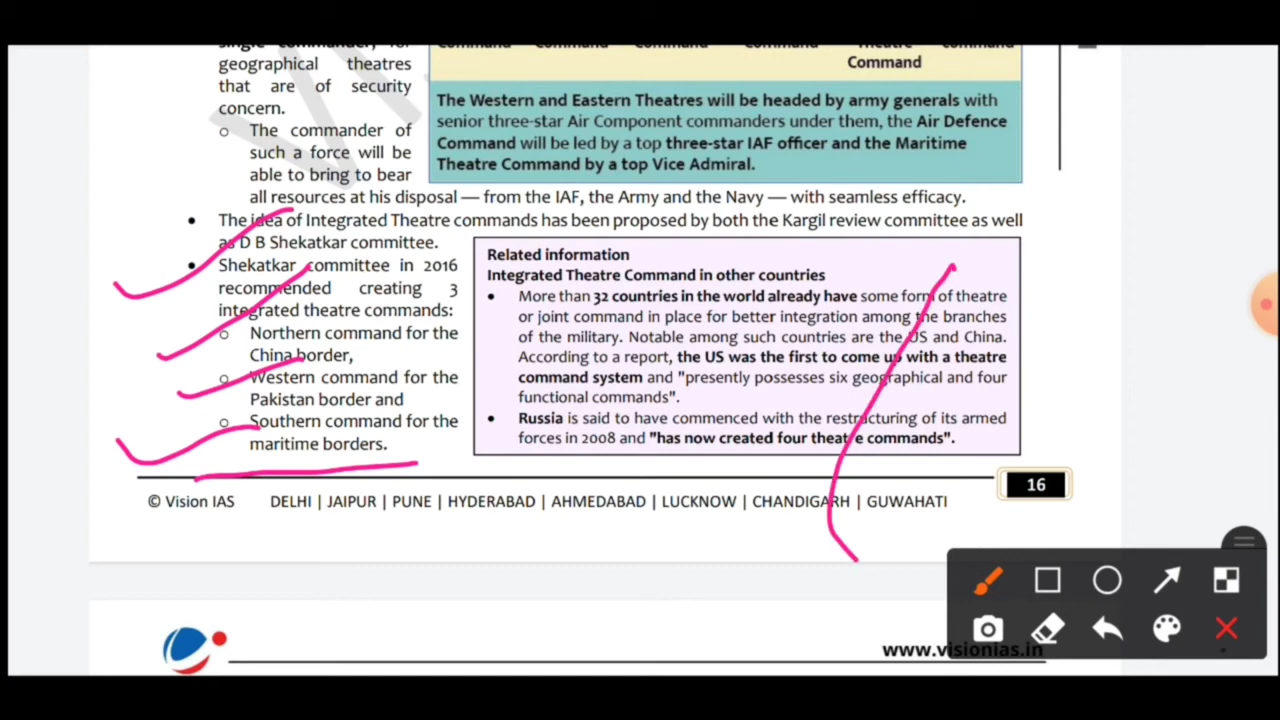 single commander, for
geographical theatres
that are of security
concern.
○ The commander of
such a force will be
able to bring to bear
all resources at his disposal — from the IAF, the Army and the Navy — with seamless efficacy.
Command Command Command Command Theatre Command
Command
The Western and Eastern Theatres will be headed by army generals with
senior three-star Air Component commanders under them, the Air Defence
Command will be led by a top three-star IAF officer and the Maritime
Theatre Command by a top Vice Admiral.
• The idea of Integrated Theatre commands has been proposed by both the Kargil review committee as well
as D B Shekatkar committee.
• Shekatkar committee in 2016
recommended creating 3
integrated theatre commands:
○ Northern command for the
China border,
○ Western command for the
Pakistan border and
○ Southern command for the
maritime borders.
Related information
Integrated Theatre Command in other countries
• More than 32 countries in the world already have some form of theatre
or joint command in place for better integration among the branches
of the military. Notable among such countries are the US and China.
According to a report, the US was the first to come up with a theatre
command system and "presently possesses six geographical and four
functional commands".
• Russia is said to have commenced with the restructuring of its armed
forces in 2008 and "has now created four theatre commands".
16
© Vision IAS DELHI | JAIPUR | PUNE | HYDERABAD | AHMEDABAD | LUCKNOW | CHANDIGARH | GUWAHATI
www.visionias.in